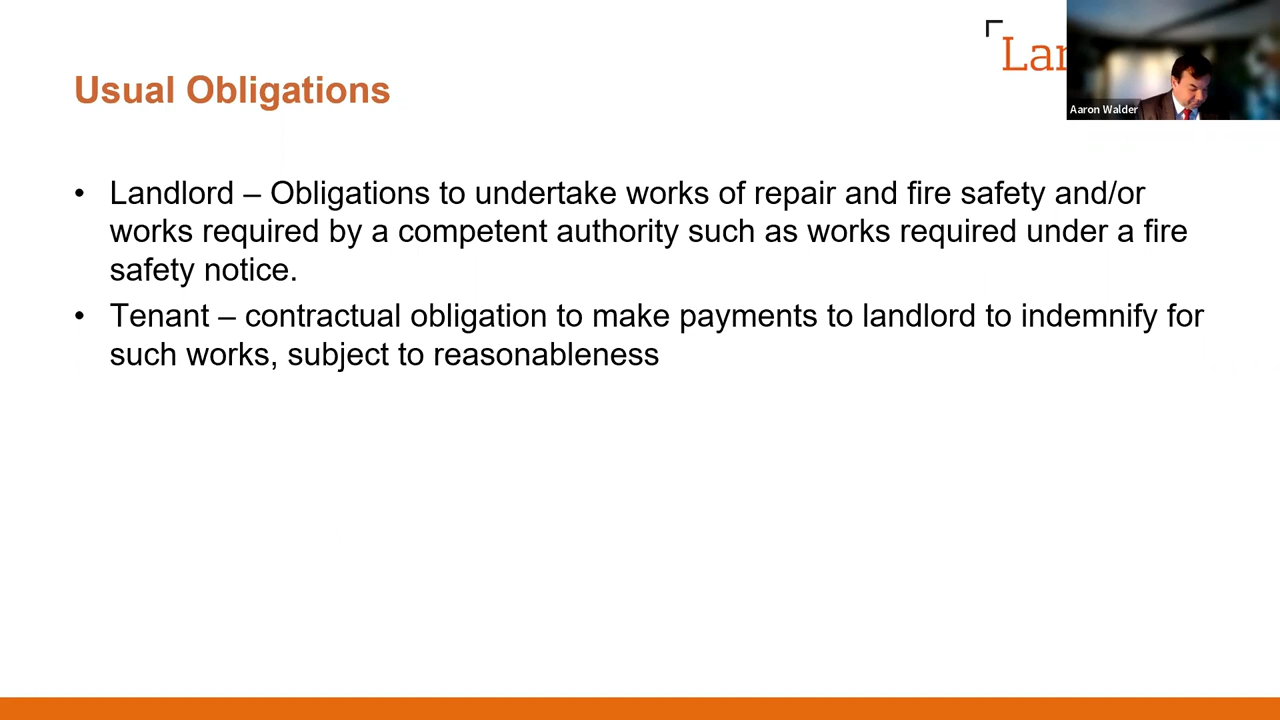 Lan
Usual Obligations
Aaron Walder
• Landlord – Obligations to undertake works of repair and fire safety and/or
works required by a competent authority such as works required under a fire
safety notice.
• Tenant – contractual obligation to make payments to landlord to indemnify for
such works, subject to reasonableness